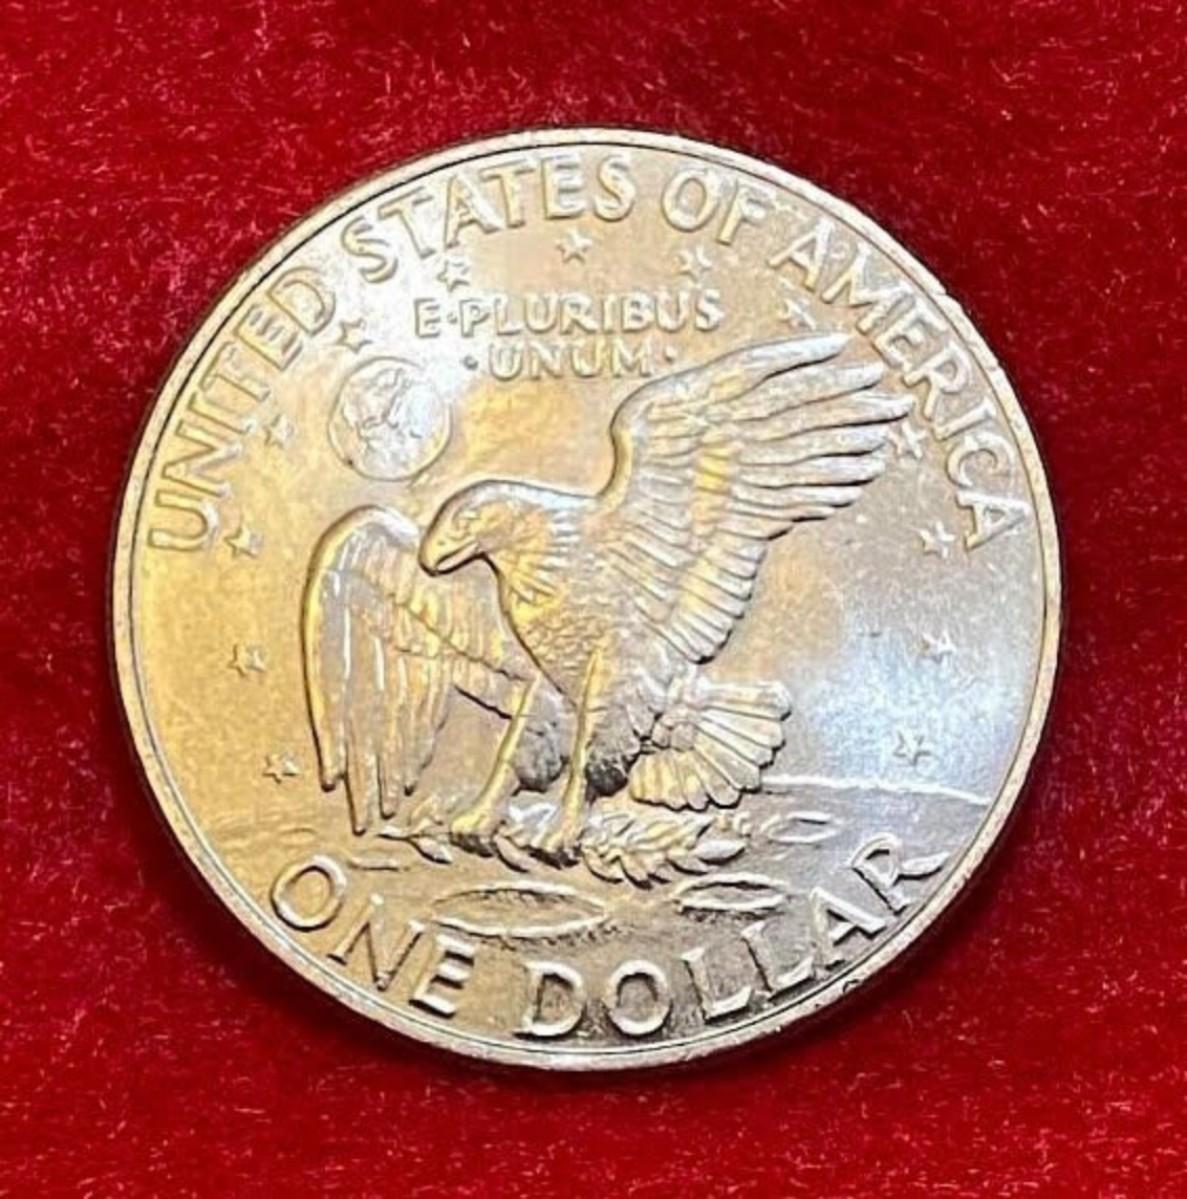 UNITED STATES OF AMERICA
E·PLURIBUS
·UNUM·
ONE DOLLAR